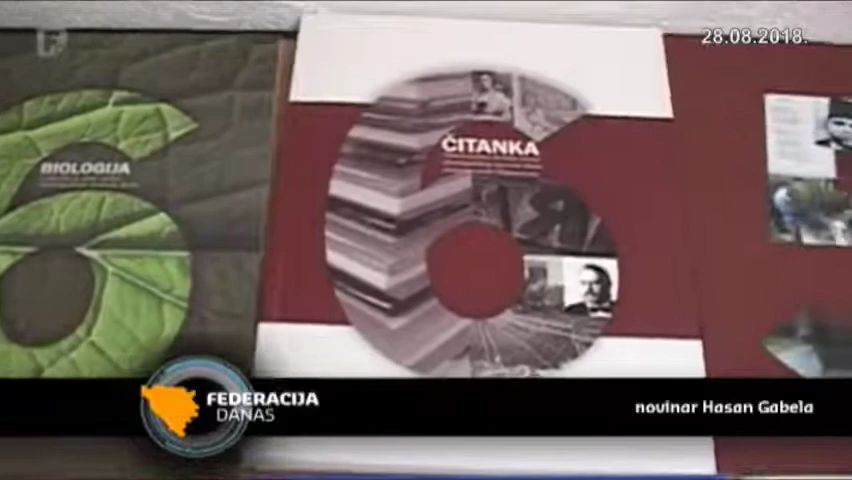 28.08.2018.
BIOLOGIJA
ČITANKA
FEDERACIJA
DANAS
novinar Hasan Gabela